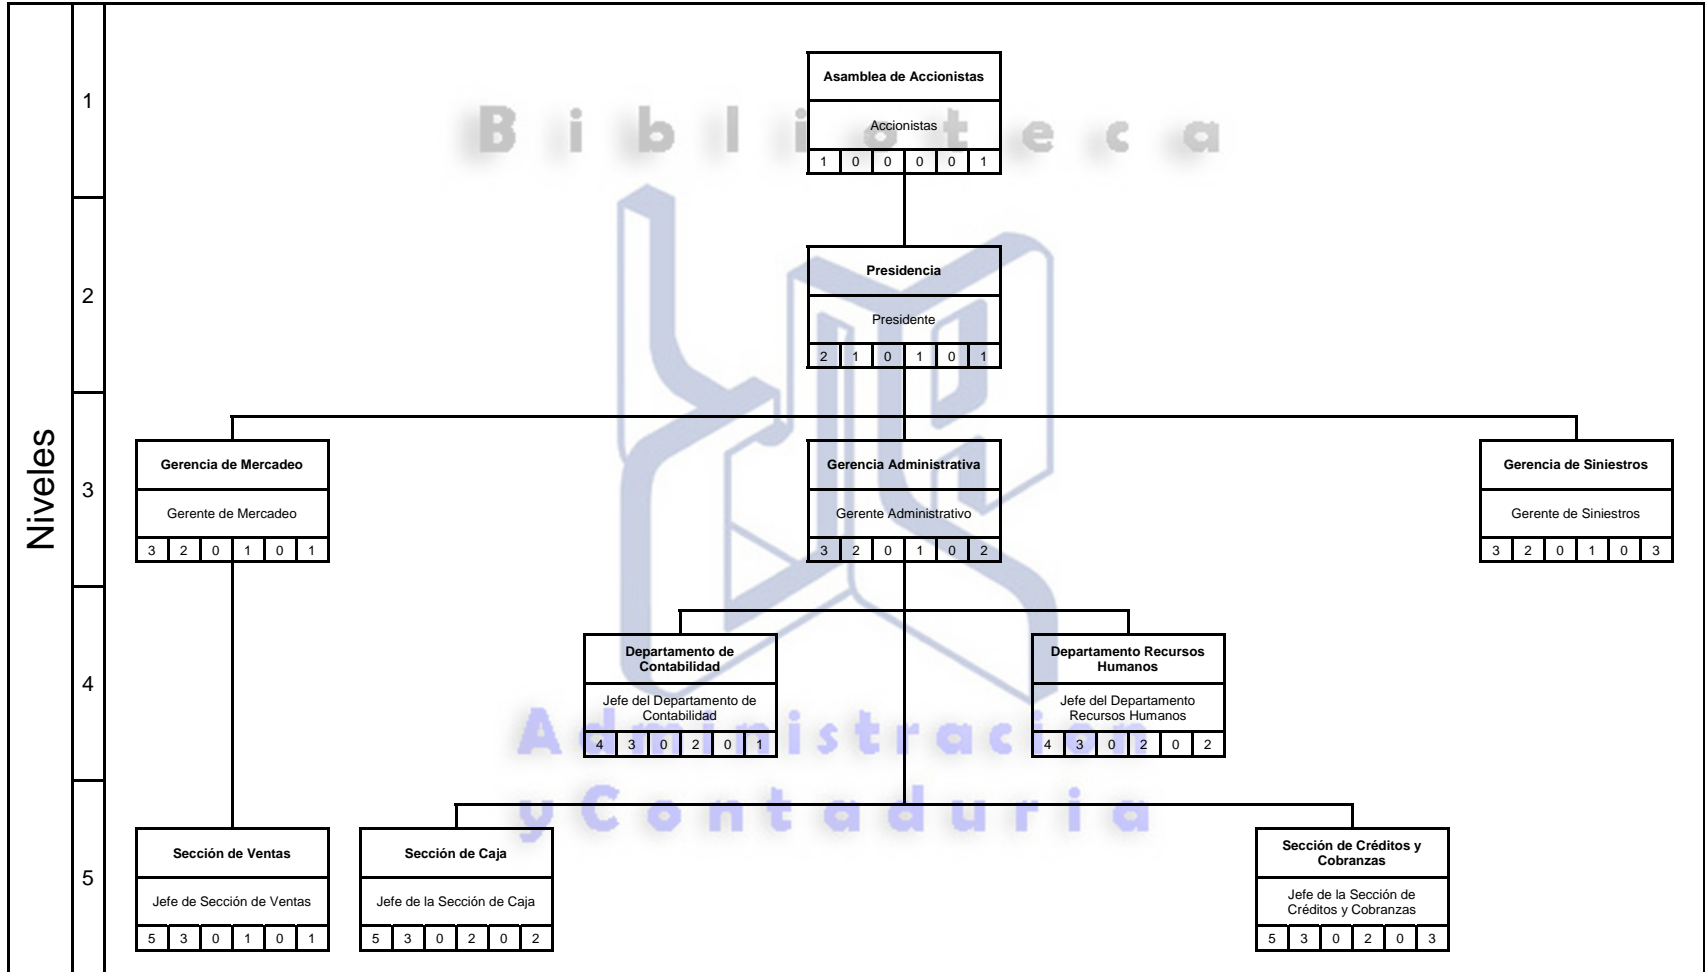 Niveles
1
Asamblea de Accionistas
Accionistas
1 0 0 0 0 1
Biblioteca
2
Presidencia
Presidente
2 1 0 1 0 1
3
Gerencia de Mercadeo
Gerente de Mercadeo
3 2 0 1 0 1
Gerencia Administrativa
Gerente Administrativo
3 2 0 1 0 2
Gerencia de Siniestros
Gerente de Siniestros
3 2 0 1 0 3
4
Departamento de
Contabilidad
Jefe del Departamento de
Contabilidad
4 3 0 2 0 1
Departamento Recursos
Humanos
Jefe del Departamento
Recursos Humanos
4 3 0 2 0 2
Administracion
y Contaduria
5
Sección de Ventas
Jefe de Sección de Ventas
5 3 0 1 0 1
Sección de Caja
Jefe de la Sección de Caja
5 3 0 2 0 2
Sección de Créditos y
Cobranzas
Jefe de la Sección de
Créditos y Cobranzas
5 3 0 2 0 3